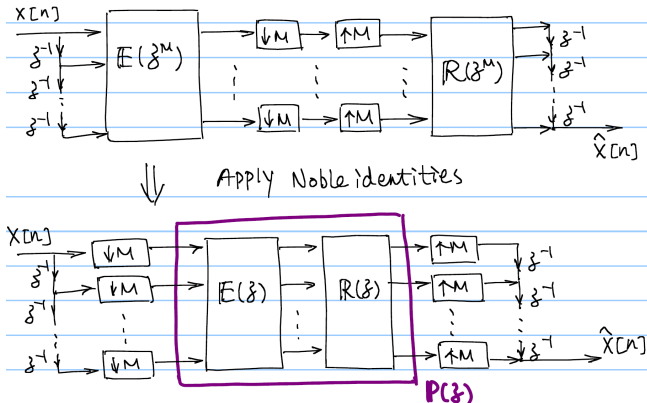 X[n]
z⁻¹
z⁻¹
z⁻¹
E(z^M)
↓M → ↑M
↓M ↑M
R(z^M)
z⁻¹
z⁻¹
z⁻¹
X̂[n]
⇓ Apply Noble identities
X[n]
z⁻¹
z⁻¹
z⁻¹
↓M
↓M
↓M
E(z)
R(z)
↑M
↑M
↑M
z⁻¹
z⁻¹
z⁻¹
X̂[n]
P(z)